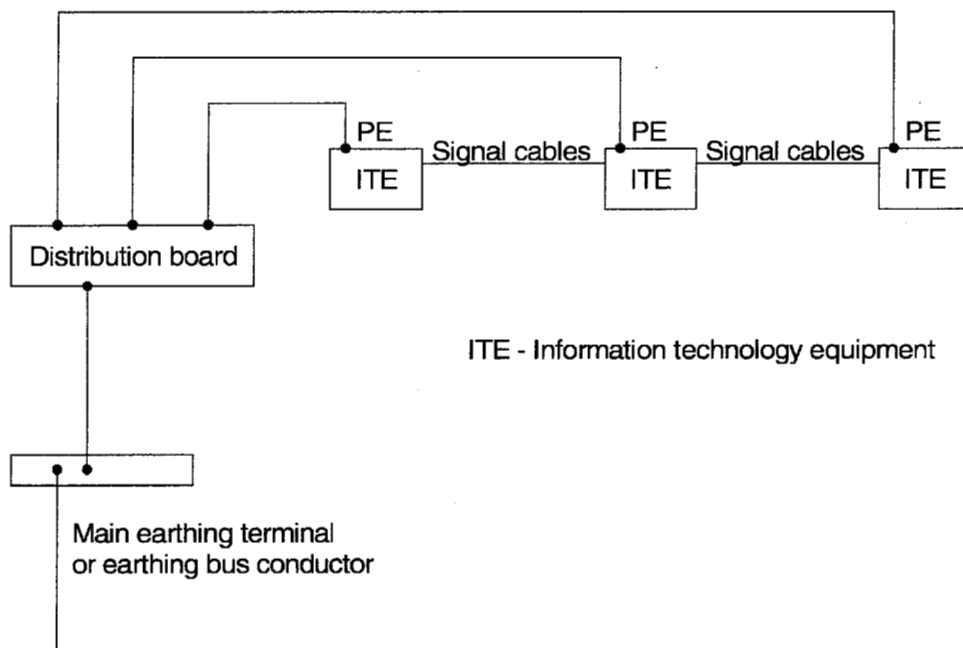 PE
PE
PE
Signal cables
Signal cables
ITE
ITE
ITE
Distribution board
ITE - Information technology equipment
Main earthing terminal
or earthing bus conductor